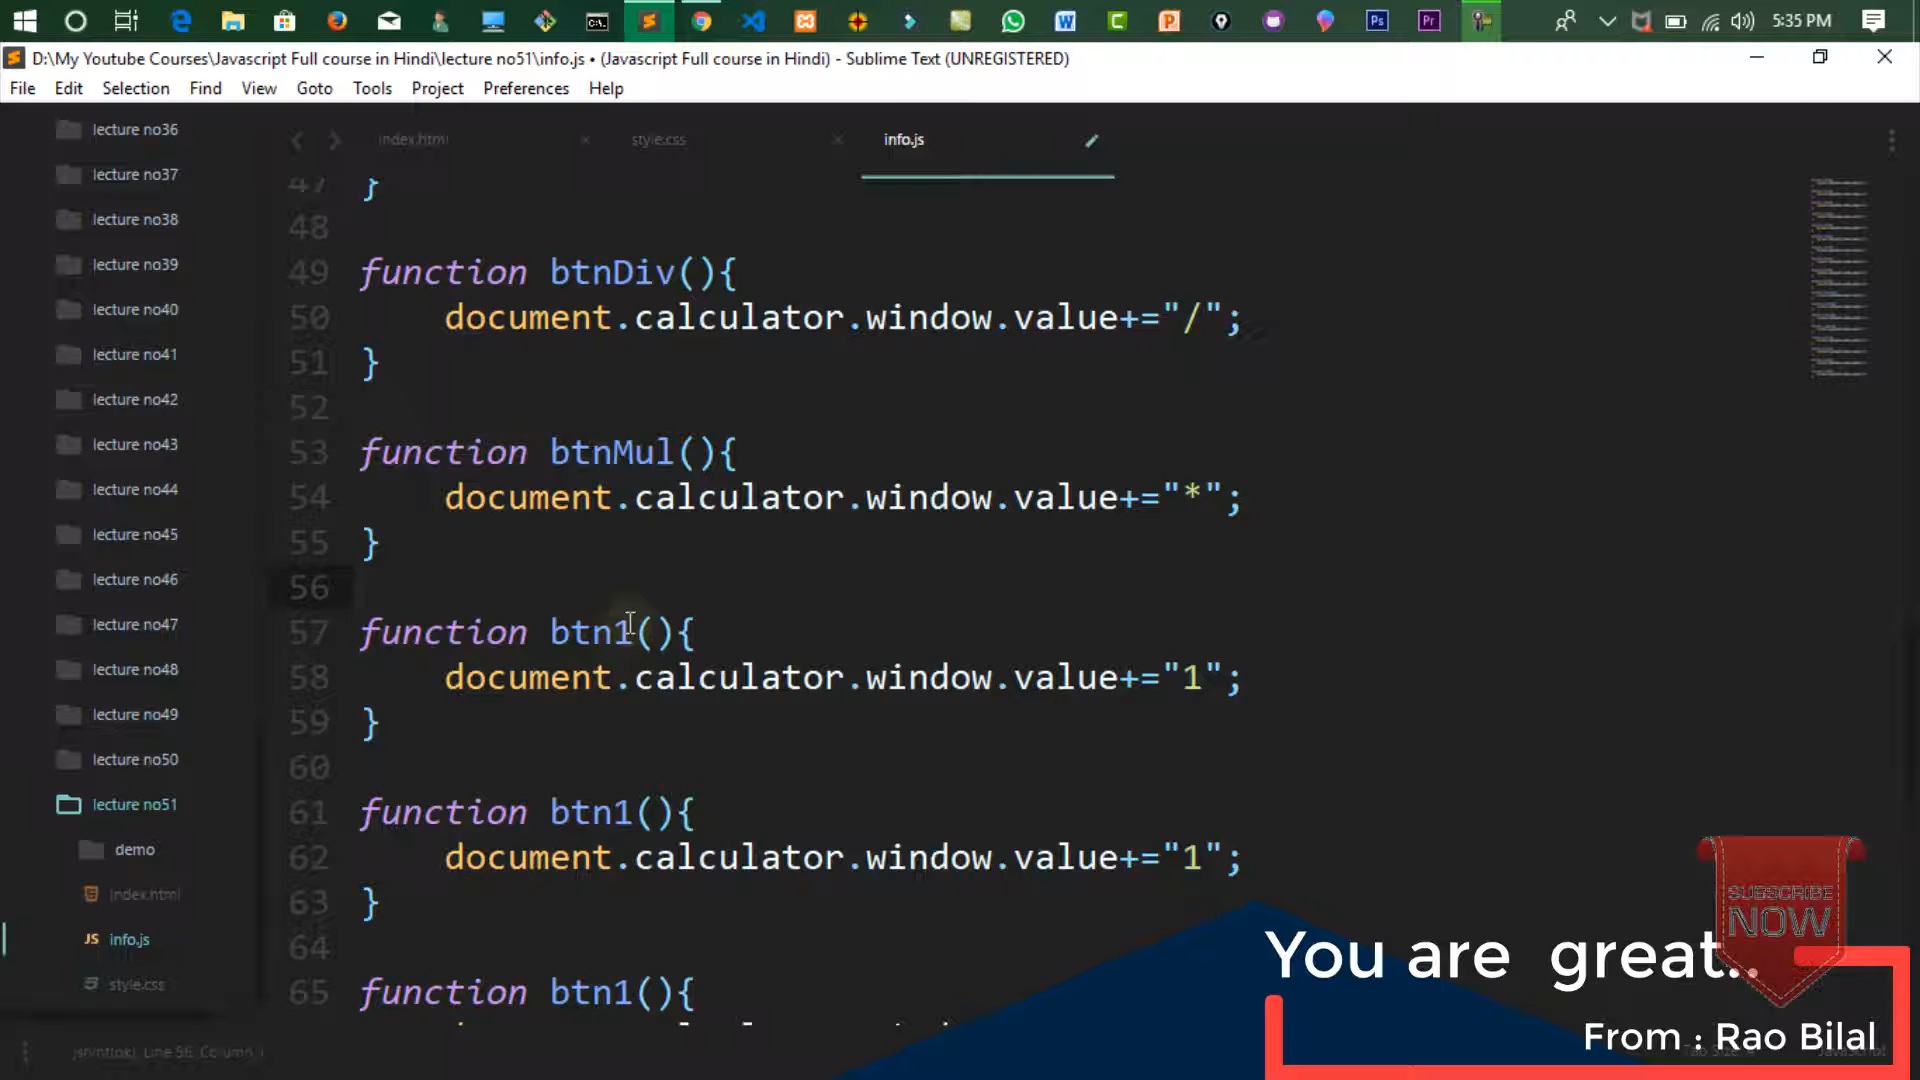 5:35 PM
D:\My Youtube Courses\Javascript Full course in Hindi\lecture no51\info.js • (Javascript Full course in Hindi) - Sublime Text (UNREGISTERED)
File Edit Selection Find View Goto Tools Project Preferences Help
lecture no36
lecture no37
lecture no38
lecture no39
lecture no40
lecture no41
lecture no42
lecture no43
lecture no44
lecture no45
lecture no46
lecture no47
lecture no48
lecture no49
lecture no50
lecture no51
demo
index.html
JS info.js
style.css
index.html style.css info.js
47 }
48
49 function btnDiv(){
50 document.calculator.window.value+="/";
51 }
52
53 function btnMul(){
54 document.calculator.window.value+="*";
55 }
56
57 function btn1(){
58 document.calculator.window.value+="1";
59 }
60
61 function btn1(){
62 document.calculator.window.value+="1";
63 }
64
65 function btn1(){
SUBSCRIBE
NOW
You are great..
From : Rao Bilal
Line 56, Column